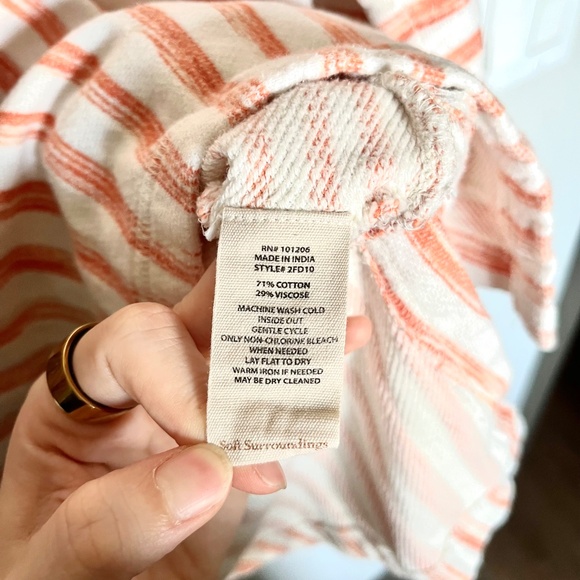 RN# 101206
MADE IN INDIA
STYLE# 2FD10
71% COTTON
29% VISCOSE
MACHINE WASH COLD
INSIDE OUT
GENTLE CYCLE
ONLY NON-CHLORINE BLEACH
WHEN NEEDED
LAY FLAT TO DRY
WARM IRON IF NEEDED
MAY BE DRY CLEANED
Soft Surroundings